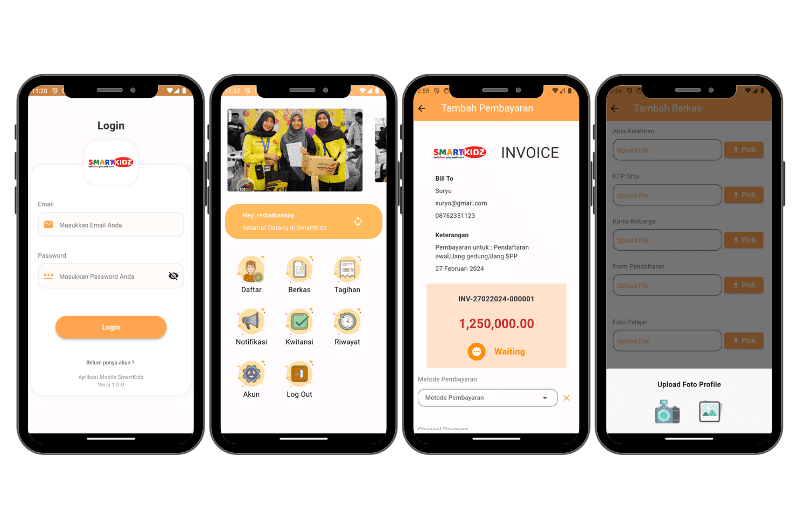 11:28
Login
SMARTKIDZ
Email
Masukkan Email Anda
Password
Masukkan Password Anda
Login
Belum punya akun ?
Aplikasi Mobile SmartKidz
Versi 1.0.0
11:32
Hey, restadionnay
Selamat Datang di SmartKidz
Daftar
Berkas
Tagihan
Notifikasi
Kwitansi
Riwayat
Akun
Log Out
:58
Tambah Pembayaran
SMARTKIDZ
INVOICE
Bill To
Suryo
suryo@gmail.com
08762351123
Keterangan
Pembayaran untuk : Pendaftaran
awal,Uang gedung,Uang SPP
27 Februari 2024
INV-27022024-000001
1,250,000.00
Waiting
Metode Pembayaran
Metode Pembayaran
Channel Payment
:56
Tambah Berkas
Akta Kelahiran
Upload File
Pick
KTP Ortu
Upload File
Pick
Kartu Keluarga
Upload File
Pick
Form Pendaftaran
Upload File
Pick
Foto Pelajar
Upload File
Pick
Upload Foto Profile